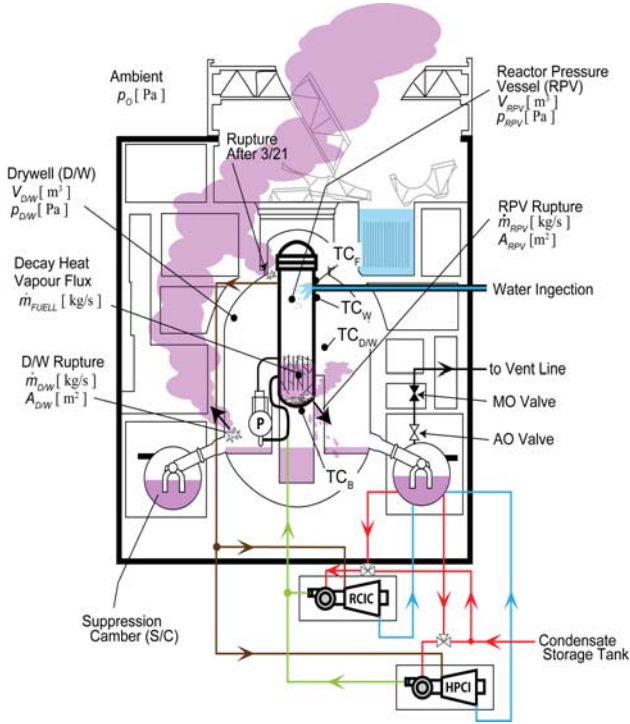 Ambient
p_O [ Pa]
Reactor Pressure
Vessel (RPV)
V_RPV [ m³]
p_RPV [ Pa]
Rupture
After 3/21
Drywell (D/W)
V_D/W [ m³]
p_D/W [ Pa]
RPV Rupture
ṁ_RPV [ kg/s]
A_RPV [ m²]
TC_F
Decay Heat
Vapour Flux
ṁ_FUELL [ kg/s]
TC_W
Water Ingection
TC_D/W
D/W Rupture
ṁ_D/W [ kg/s]
A_D/W [ m²]
to Vent Line
MO Valve
P
AO Valve
TC_B
RCIC
Suppression
Camber (S/C)
Condensate
Storage Tank
HPCI